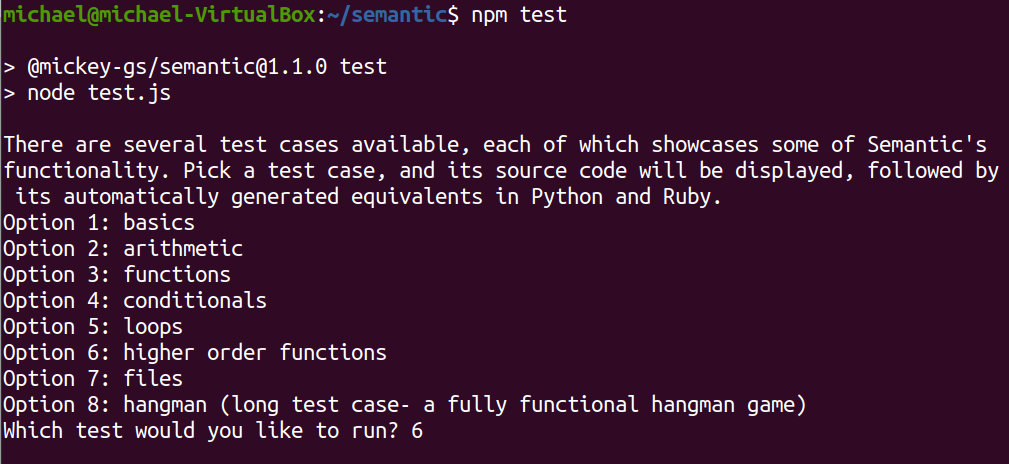 michael@michael-VirtualBox:~/semantic$ npm test
> @mickey-gs/semantic@1.1.0 test
> node test.js
There are several test cases available, each of which showcases some of Semantic's
functionality. Pick a test case, and its source code will be displayed, followed by
its automatically generated equivalents in Python and Ruby.
Option 1: basics
Option 2: arithmetic
Option 3: functions
Option 4: conditionals
Option 5: loops
Option 6: higher order functions
Option 7: files
Option 8: hangman (long test case- a fully functional hangman game)
Which test would you like to run? 6